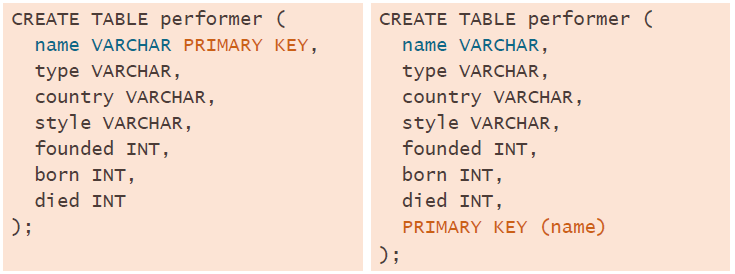 CREATE TABLE performer (
  name VARCHAR PRIMARY KEY,
  type VARCHAR,
  country VARCHAR,
  style VARCHAR,
  founded INT,
  born INT,
  died INT
);
CREATE TABLE performer (
  name VARCHAR,
  type VARCHAR,
  country VARCHAR,
  style VARCHAR,
  founded INT,
  born INT,
  died INT,
  PRIMARY KEY (name)
);